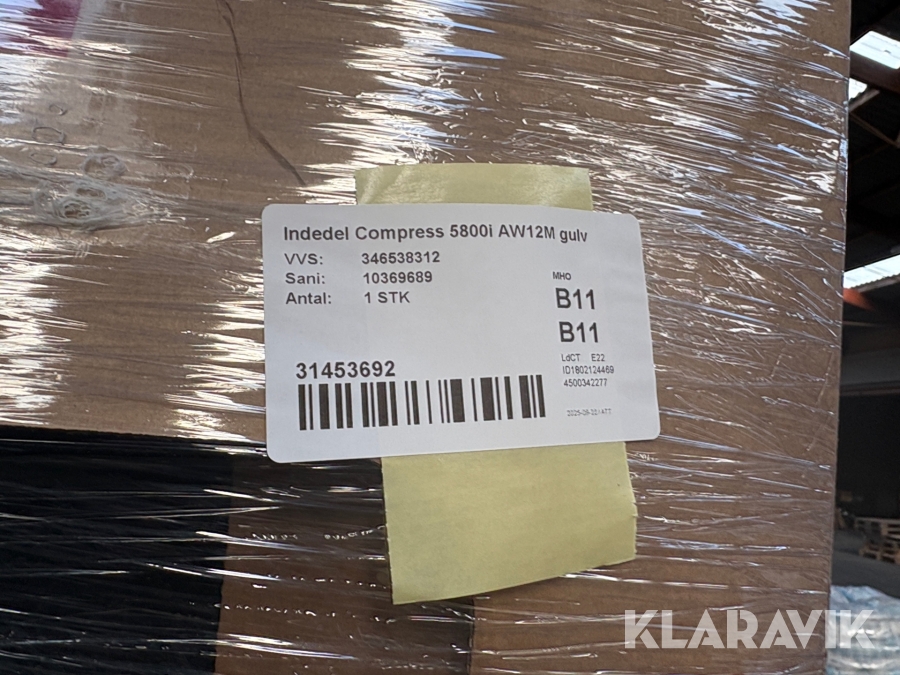 Indedel Compress 5800i AW12M gulv
VVS: 346538312
Sani: 10369689
Antal: 1 STK
MHO
B11
B11
LdCT E22
ID1802124469
4500342277
31453692
KLARAVIK